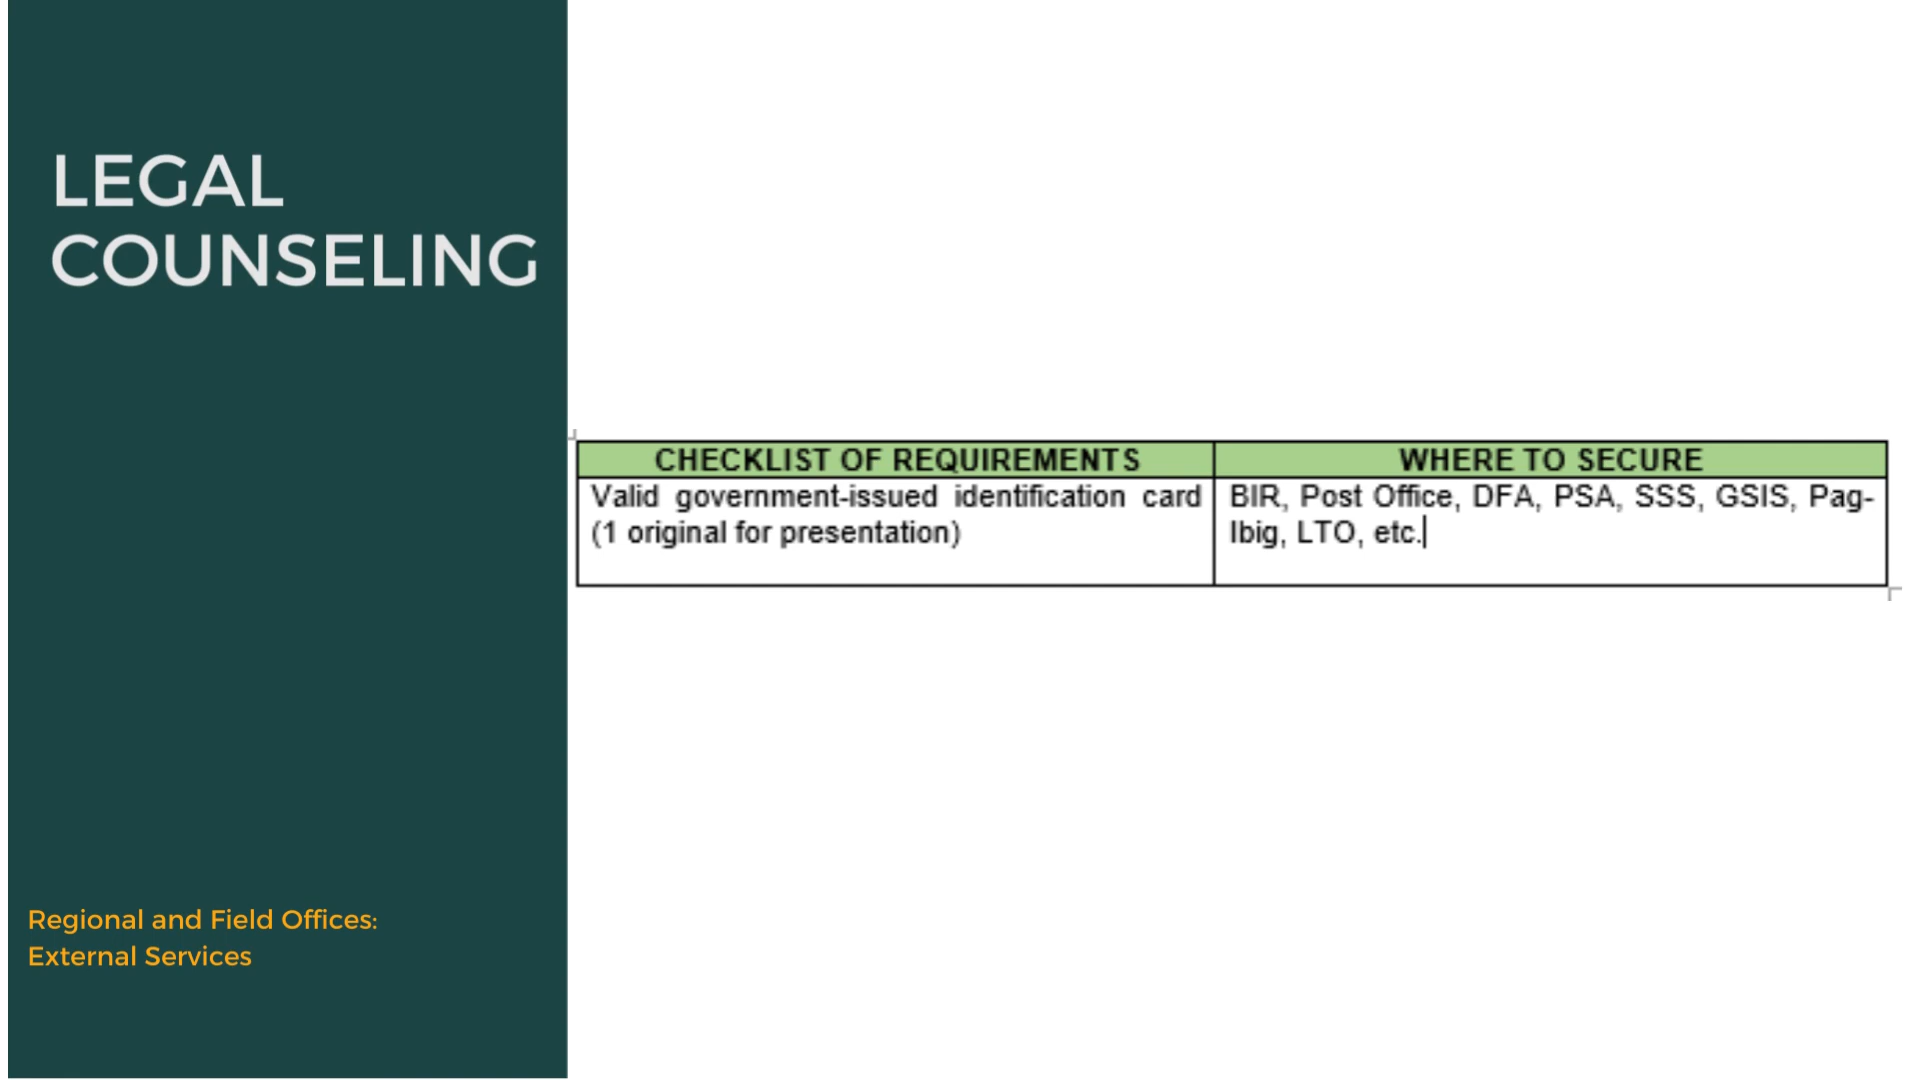 LEGAL
COUNSELING
CHECKLIST OF REQUIREMENTS
WHERE TO SECURE
Valid government-issued identification card
(1 original for presentation)
BIR, Post Office, DFA, PSA, SSS, GSIS, Pag-
Ibig, LTO, etc.
Regional and Field Offices:
External Services